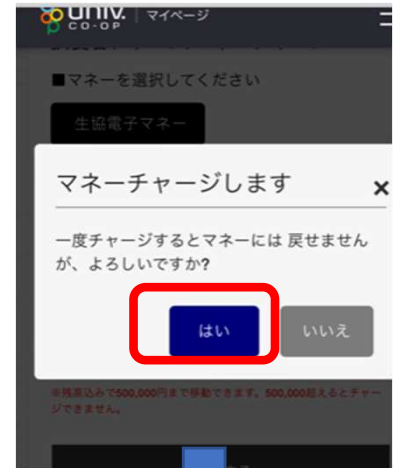 UNIV. CO-OP マイページ
■マネーを選択してください
生協電子マネー
マネーチャージします ×
一度チャージするとマネーには 戻せません
が、よろしいですか?
はい いいえ
※残高込みで500,000円まで移動できます。500,000超えるとチャー
ジできません。